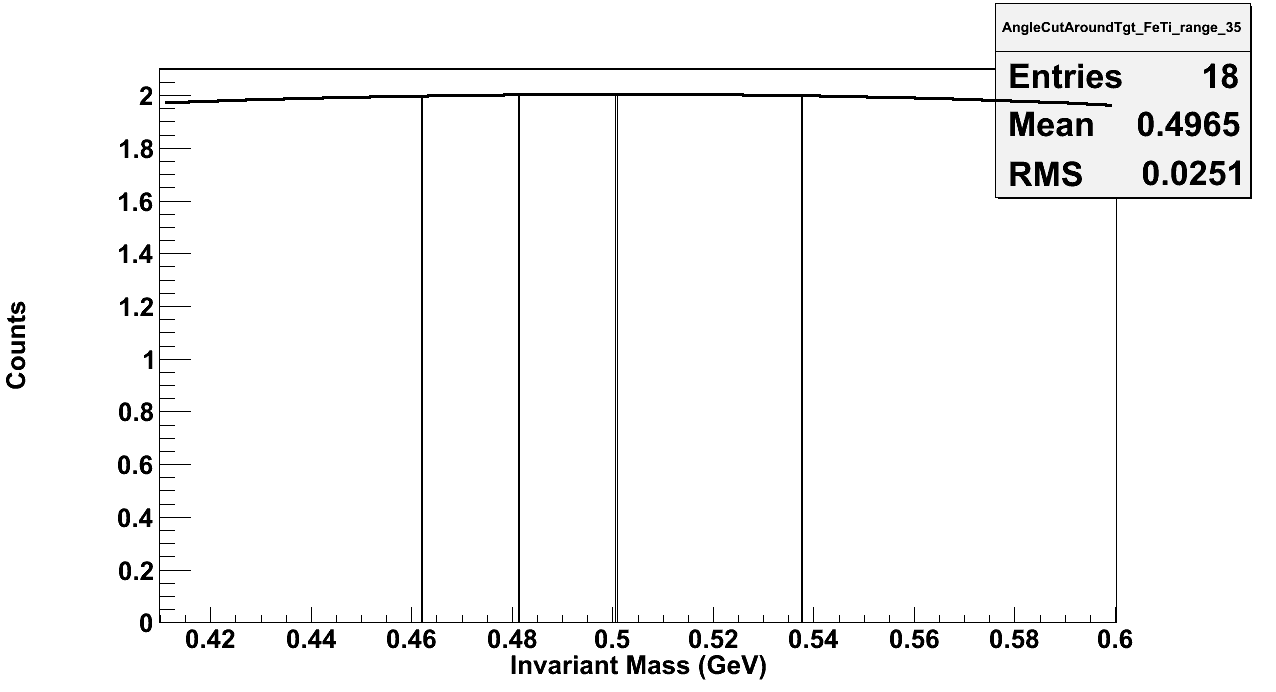 AngleCutAroundTgt_FeTi_range_35
Entries 18
Mean 0.4965
RMS 0.0251
2
1.8
1.6
1.4
1.2
1
0.8
0.6
0.4
0.2
0
Counts
0.42 0.44 0.46 0.48 0.5 0.52 0.54 0.56 0.58 0.6
Invariant Mass (GeV)